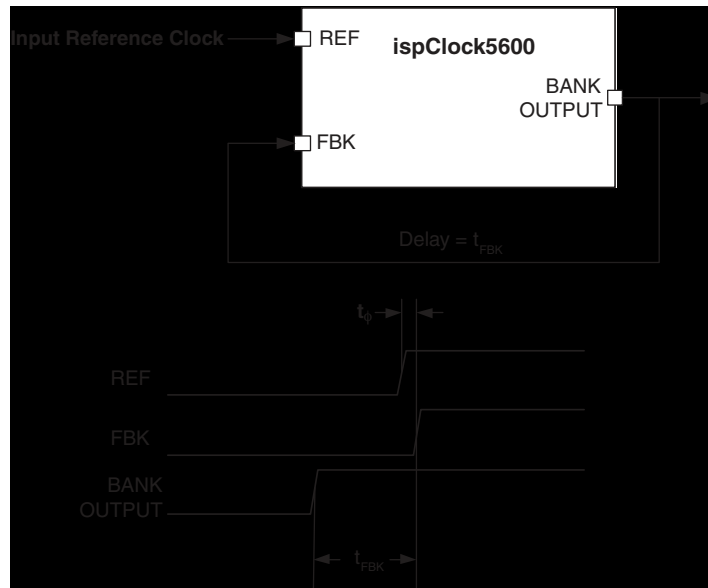 Input Reference Clock
REF
ispClock5600
BANK
OUTPUT
FBK
Delay = tFBK
tϕ
REF
FBK
BANK
OUTPUT
tFBK